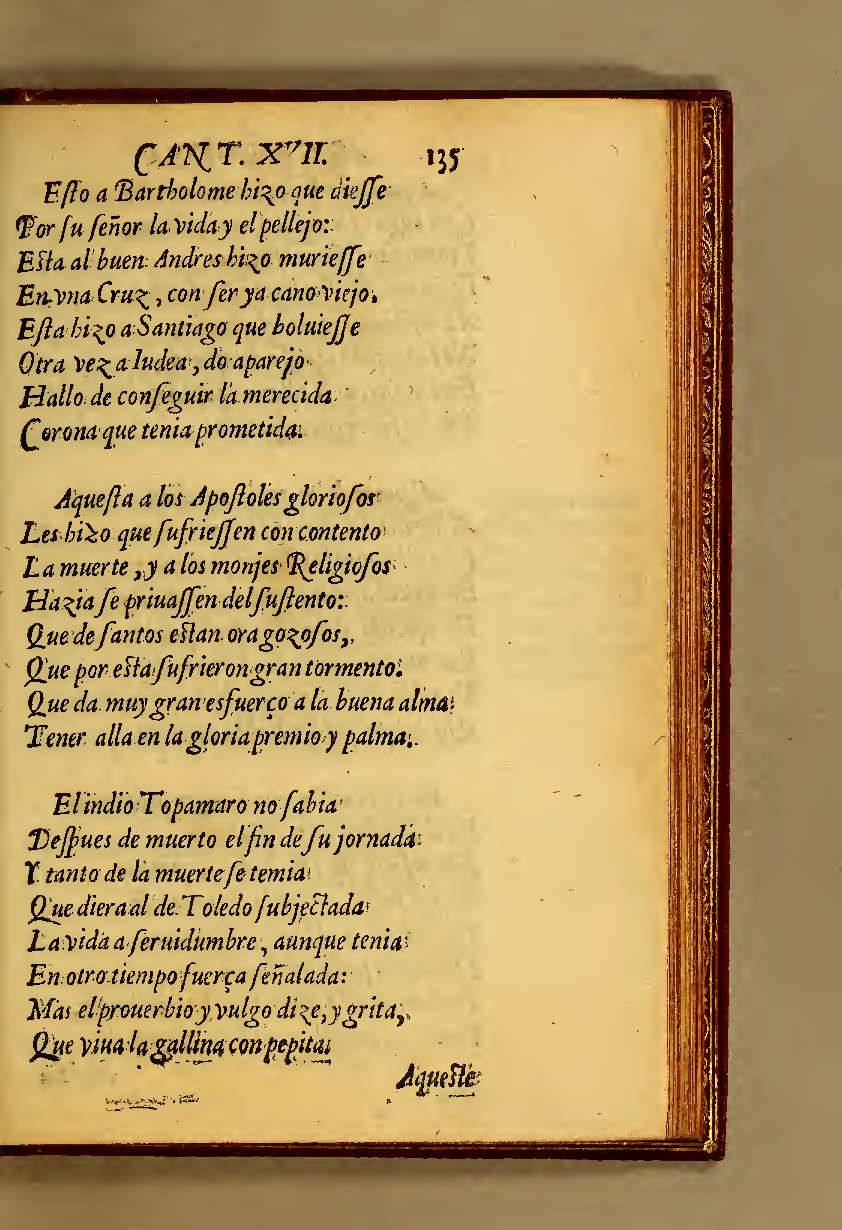 CANT. XVII. 135
Eſto a Bartholome hizo que dieſſe
Por ſu ſeñor la vida y el pellejo:
Eſta al buen Andres hizo murieſſe
En vna Cruz, con ſer ya cano viejo,
Eſta hizo a Santiago que boluieſſe
Otra vez a Iudea, do aparejo
Hallo de conſeguir la merecida
Corona que tenia prometida.
Aqueſta a los Apoſtoles glorioſos
Les hizo que ſufrieſſen con contento
La muerte, y a los monjes Religioſos
Hazia ſe priuaſſen del ſuſtento:
Que de ſantos eſtan ora gozoſos,
Que por eſta ſufrieron gran tormento.
Que da muy gran esfuerço a la buena alma
Tener alla en la gloria premio y palma.
El indio Topamaro no ſabia
Deſpues de muerto el fin de ſu jornada
Y tanto de la muerte ſe temia
Que diera al de Toledo ſubjectada
La vida a ſeruidumbre, aunque tenia
En otro tiempo fuerça ſeñalada:
Mas el prouerbio y vulgo dize, y grita,
Que viua la gallina con pepita.
Aqueſte